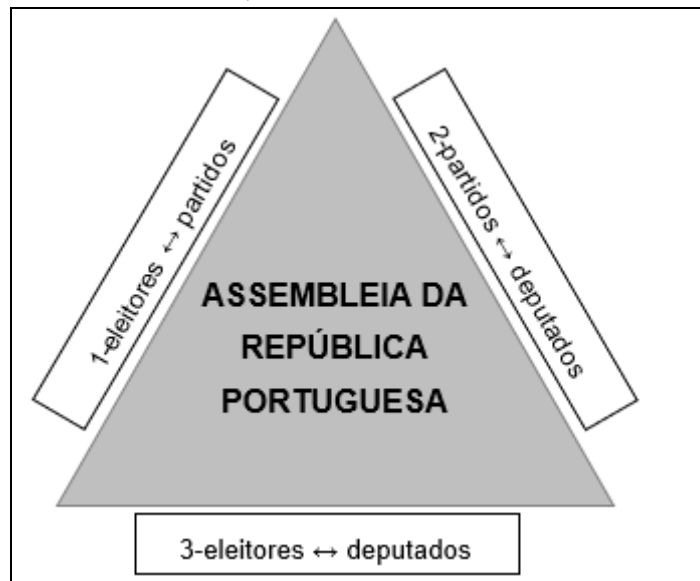 1-eleitores ↔ partidos
2-partidos ↔ deputados
ASSEMBLEIA DA
REPÚBLICA
PORTUGUESA
3-eleitores ↔ deputados